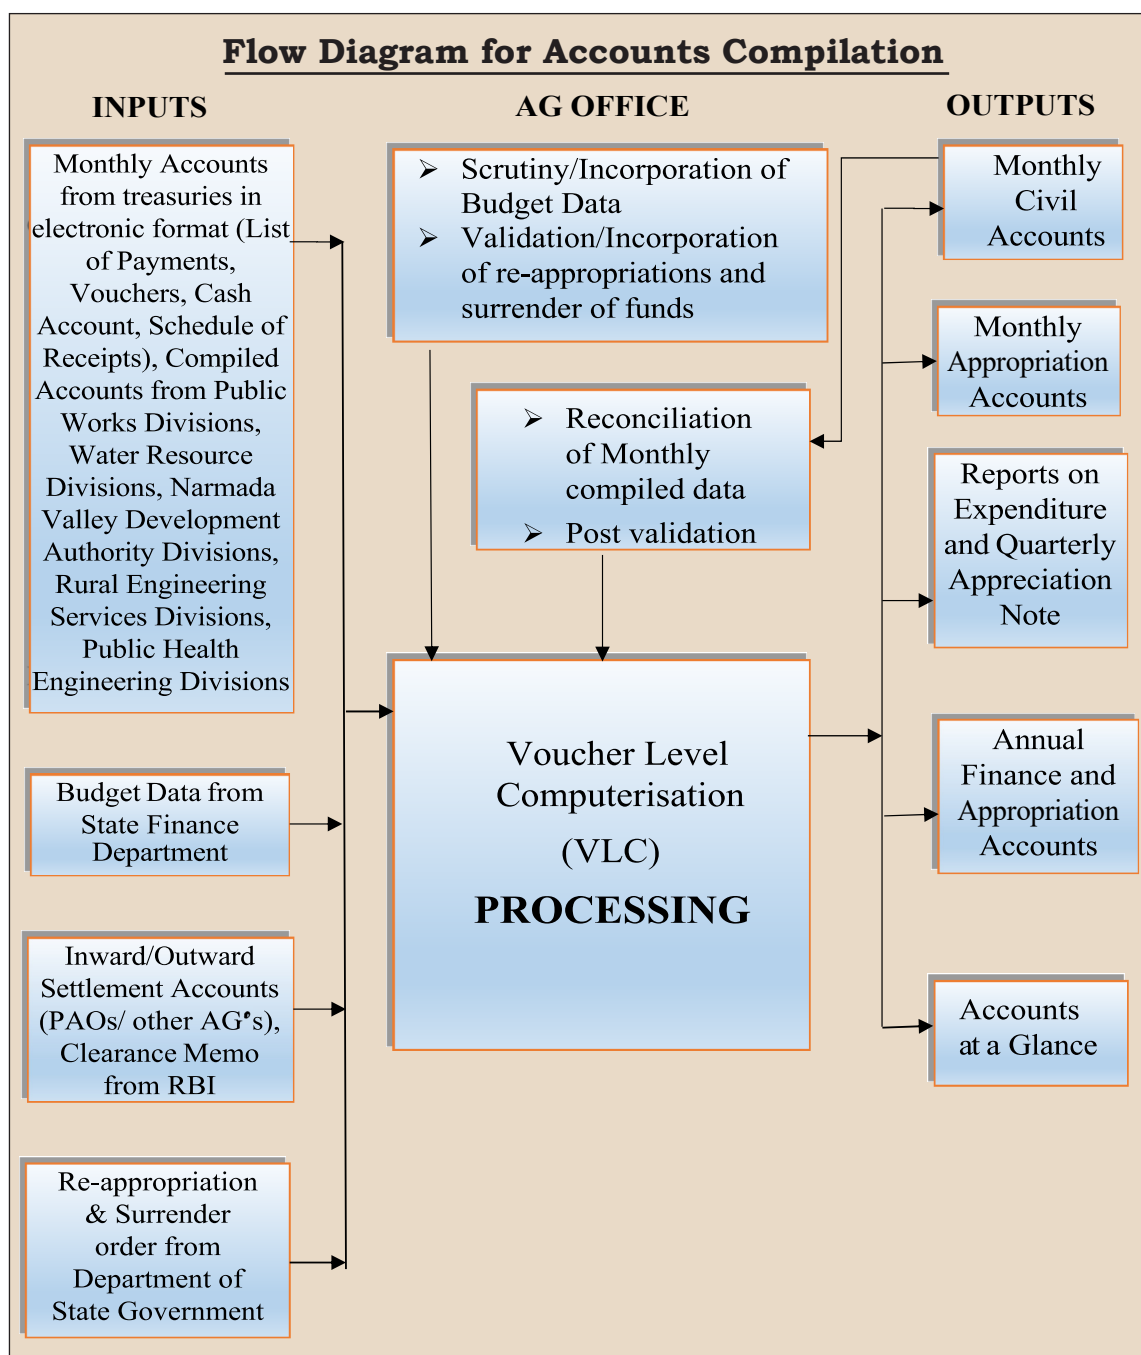 Flow Diagram for Accounts Compilation
INPUTS
Monthly Accounts
from treasuries in
electronic format (List
of Payments,
Vouchers, Cash
Account, Schedule of
Receipts), Compiled
Accounts from Public
Works Divisions,
Water Resource
Divisions, Narmada
Valley Development
Authority Divisions,
Rural Engineering
Services Divisions,
Public Health
Engineering Divisions
Budget Data from
State Finance
Department
Inward/Outward
Settlement Accounts
(PAOs/ other AG's),
Clearance Memo
from RBI
Re-appropriation
& Surrender
order from
Department of
State Government
AG OFFICE
➢ Scrutiny/Incorporation of
Budget Data
➢ Validation/Incorporation
of re-appropriations and
surrender of funds
➢ Reconciliation
of Monthly
compiled data
➢ Post validation
Voucher Level
Computerisation
(VLC)
PROCESSING
OUTPUTS
Monthly
Civil
Accounts
Monthly
Appropriation
Accounts
Reports on
Expenditure
and Quarterly
Appreciation
Note
Annual
Finance and
Appropriation
Accounts
Accounts
at a Glance